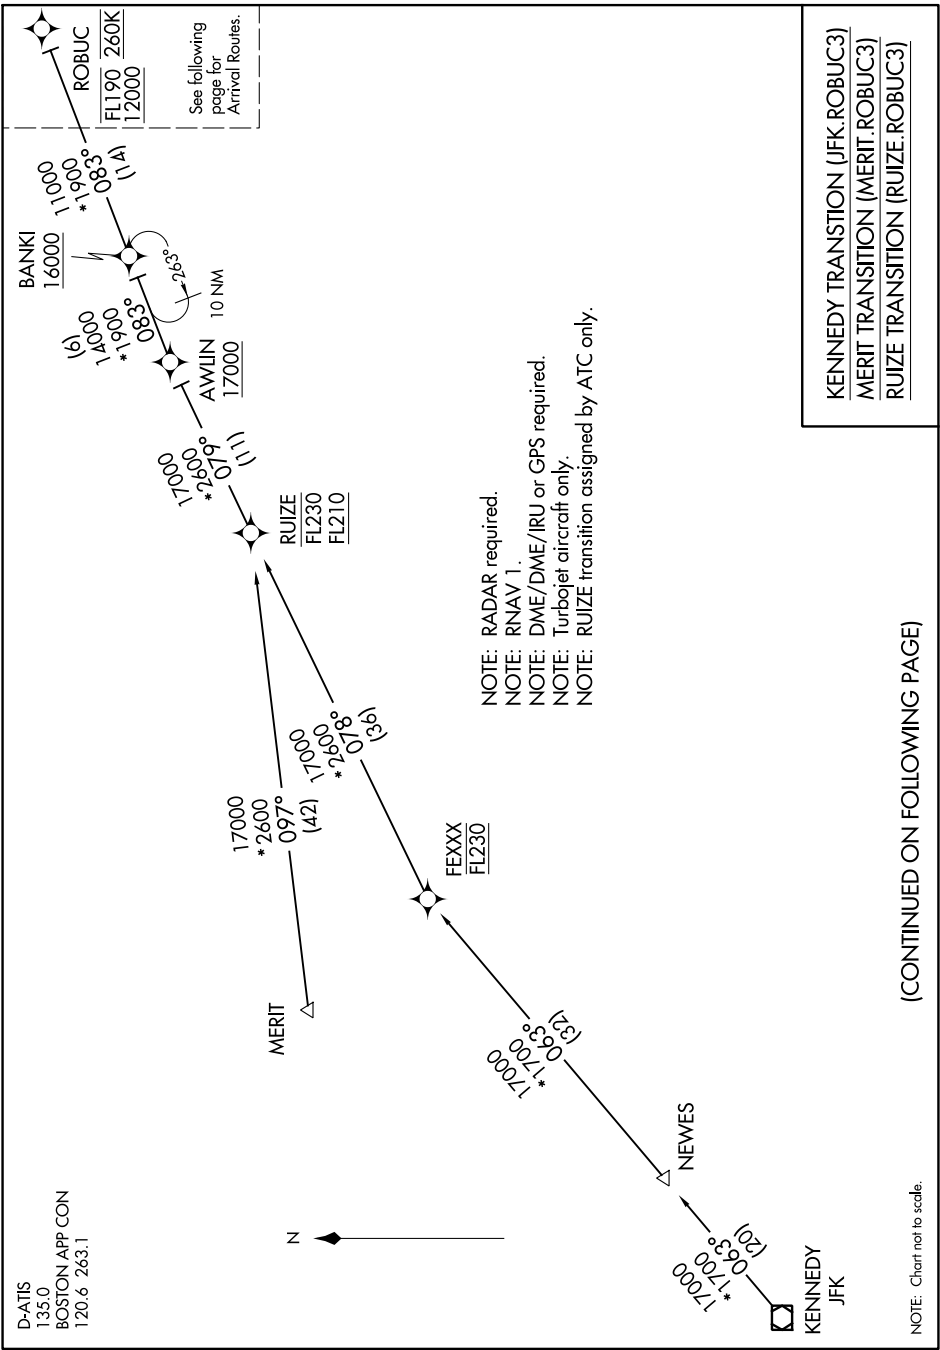 D-ATIS
135.0
BOSTON APP CON
120.6 263.1
ROBUC
FL190 260K
12000
See following
page for
Arrival Routes.
11000
*1900
083°
(14)
BANKI
16000
263°
10 NM
(6)
14000
*1900
083°
AWLIN
17000
17000
*2600
079°
(11)
RUIZE
FL230
FL210
17000
*2600
097°
(42)
MERIT
17000
*2600
078°
(36)
FEXXX
FL230
17000
*1700
063°
(32)
NEWES
17000
*1700
063°
(20)
KENNEDY
JFK
N
NOTE: RADAR required.
NOTE: RNAV 1.
NOTE: DME/DME/IRU or GPS required.
NOTE: Turbojet aircraft only.
NOTE: RUIZE transition assigned by ATC only.
KENNEDY TRANSTION (JFK.ROBUC3)
MERIT TRANSITION (MERIT.ROBUC3)
RUIZE TRANSITION (RUIZE.ROBUC3)
(CONTINUED ON FOLLOWING PAGE)
NOTE: Chart not to scale.